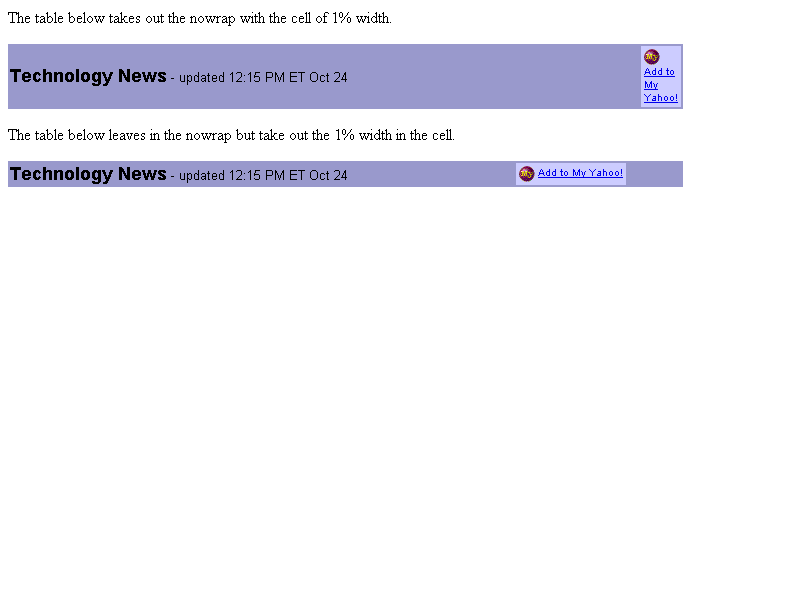 The table below takes out the nowrap with the cell of 1% width.
Technology News - updated 12:15 PM ET Oct 24
My
Add to
My
Yahoo!
The table below leaves in the nowrap but take out the 1% width in the cell.
Technology News - updated 12:15 PM ET Oct 24
My Add to My Yahoo!